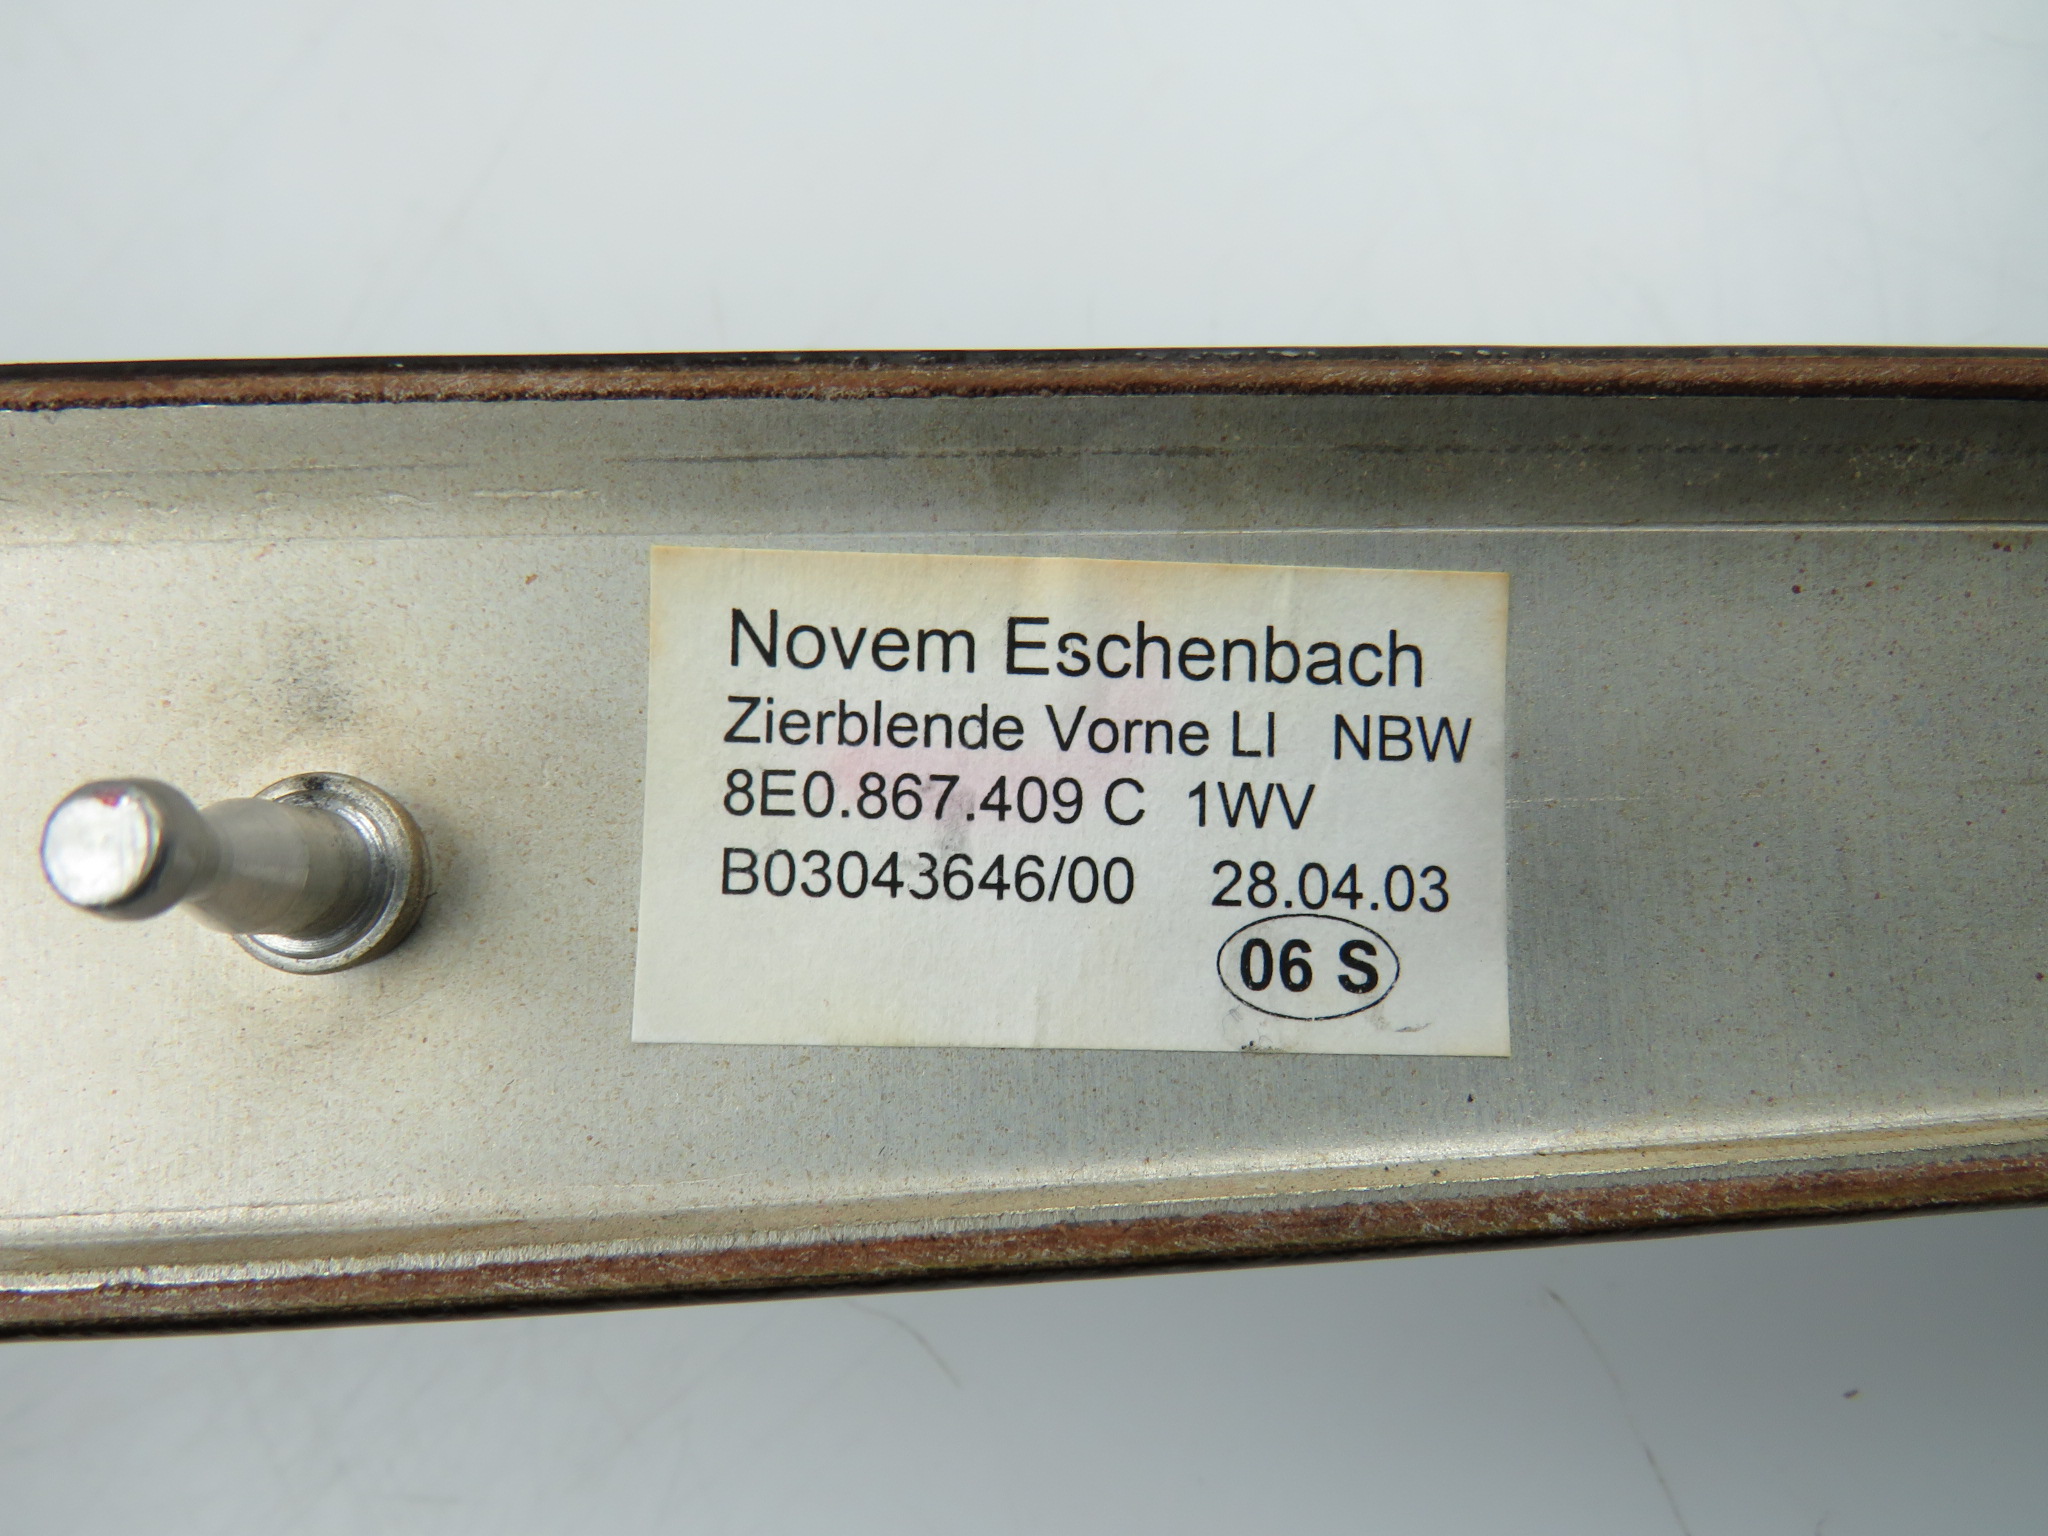 Novem Eschenbach
Zierblende Vorne LI NBW
8E0.867.409 C 1WV
B03043646/00 28.04.03
06 S